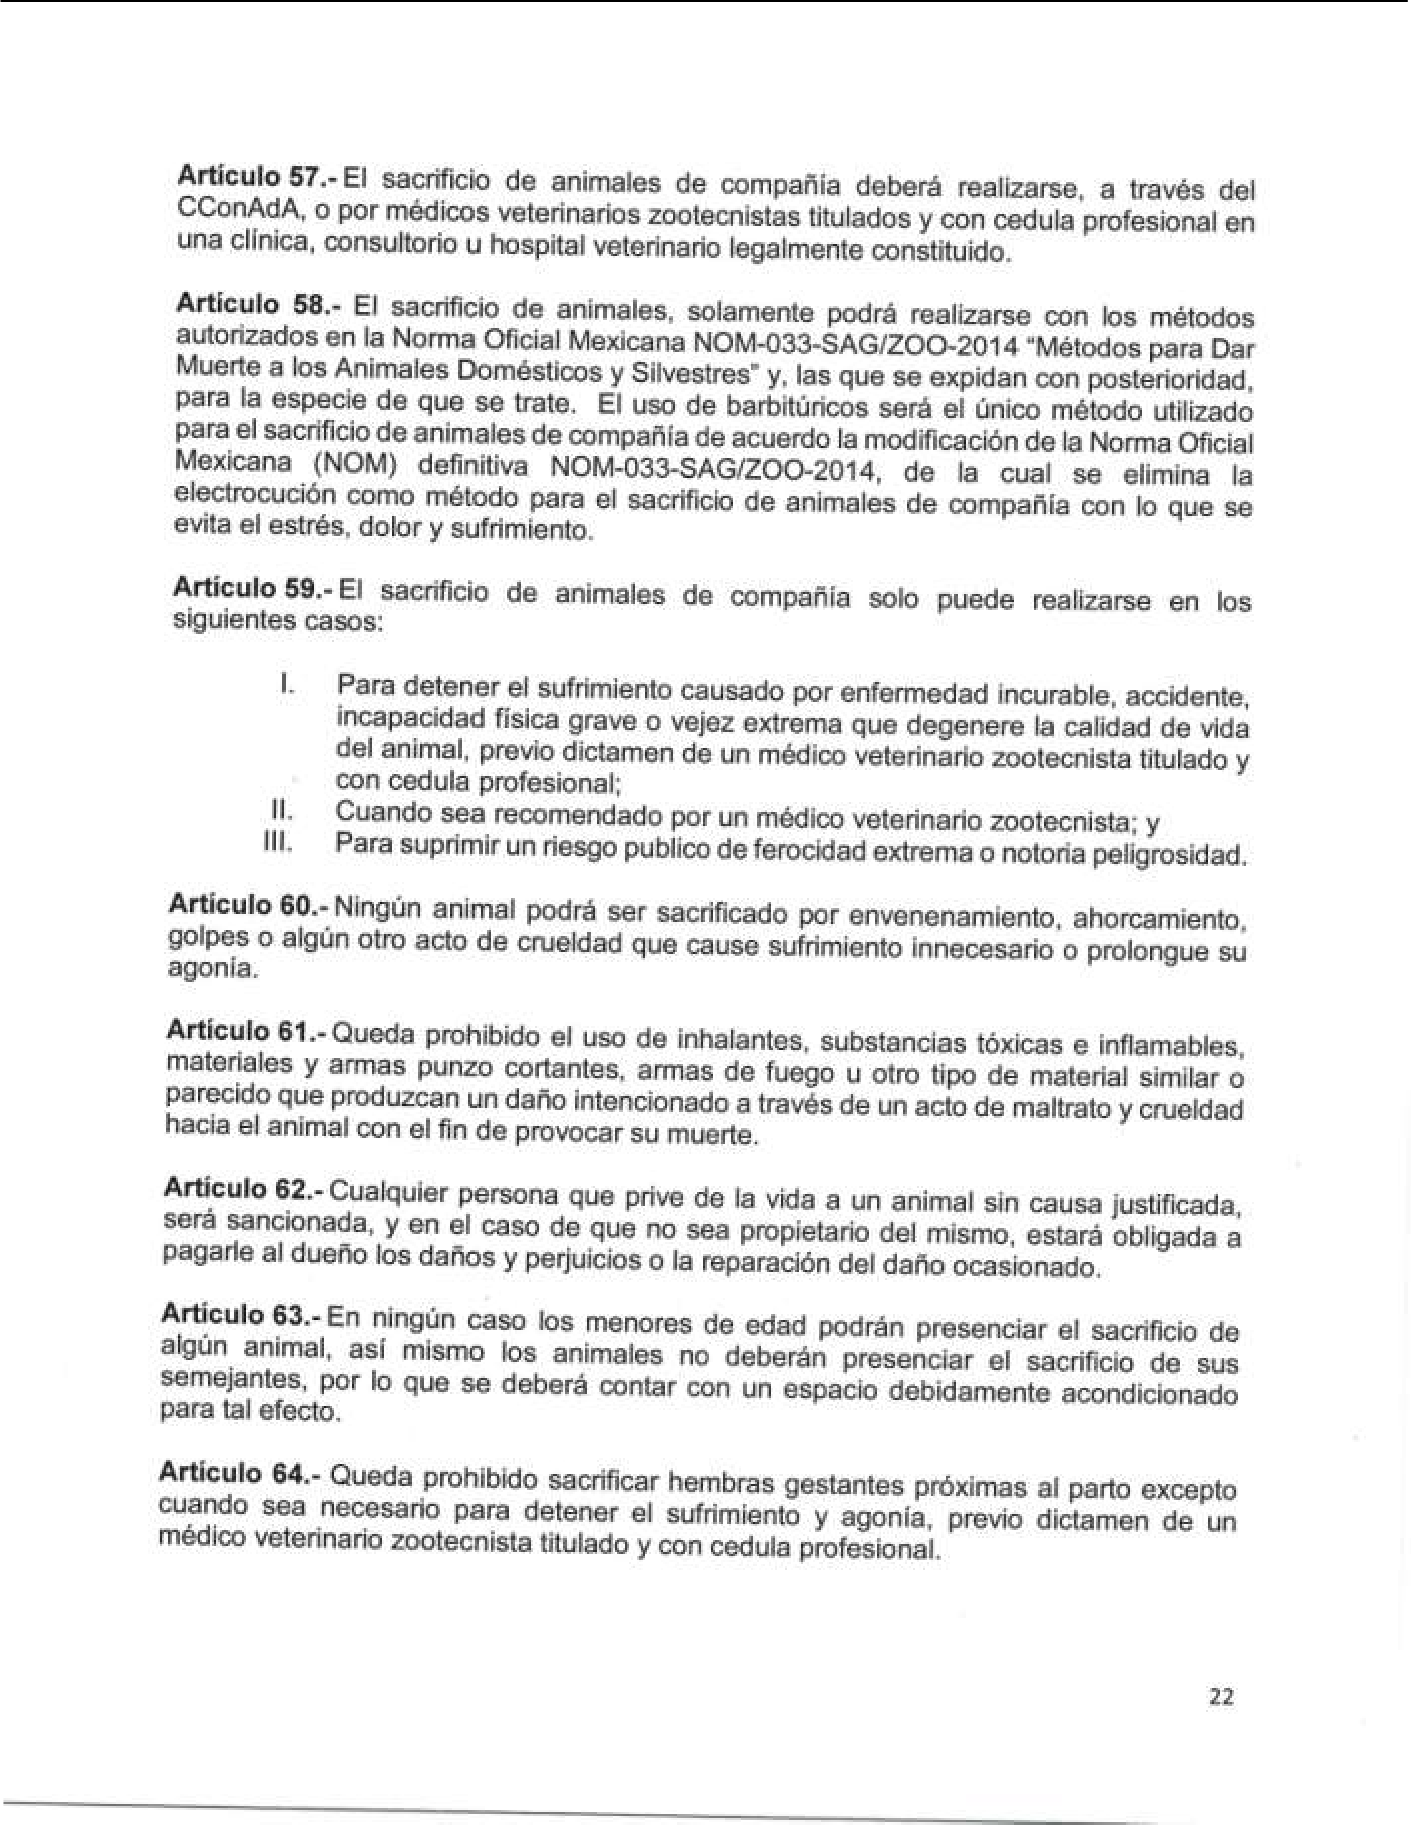 Artículo 57.- El sacrificio de animales de compañía deberá realizarse, a través del
CConAdA, o por médicos veterinarios zootecnistas titulados y con cedula profesional en
una clínica, consultorio u hospital veterinario legalmente constituido.
Artículo 58.- El sacrificio de animales, solamente podrá realizarse con los métodos
autorizados en la Norma Oficial Mexicana NOM-033-SAG/ZOO-2014 "Métodos para Dar
Muerte a los Animales Domésticos y Silvestres" y, las que se expidan con posterioridad,
para la especie de que se trate. El uso de barbitúricos será el único método utilizado
para el sacrificio de animales de compañía de acuerdo la modificación de la Norma Oficial
Mexicana (NOM) definitiva NOM-033-SAG/ZOO-2014, de la cual se elimina la
electrocución como método para el sacrificio de animales de compañía con lo que se
evita el estrés, dolor y sufrimiento.
Artículo 59.- El sacrificio de animales de compañía solo puede realizarse en los
siguientes casos:
I. Para detener el sufrimiento causado por enfermedad incurable, accidente,
incapacidad física grave o vejez extrema que degenere la calidad de vida
del animal, previo dictamen de un médico veterinario zootecnista titulado y
con cedula profesional;
II. Cuando sea recomendado por un médico veterinario zootecnista; y
III. Para suprimir un riesgo publico de ferocidad extrema o notoria peligrosidad.
Artículo 60.- Ningún animal podrá ser sacrificado por envenenamiento, ahorcamiento,
golpes o algún otro acto de crueldad que cause sufrimiento innecesario o prolongue su
agonía.
Artículo 61.- Queda prohibido el uso de inhalantes, substancias tóxicas e inflamables,
materiales y armas punzo cortantes, armas de fuego u otro tipo de material similar o
parecido que produzcan un daño intencionado a través de un acto de maltrato y crueldad
hacia el animal con el fin de provocar su muerte.
Artículo 62.- Cualquier persona que prive de la vida a un animal sin causa justificada,
será sancionada, y en el caso de que no sea propietario del mismo, estará obligada a
pagarle al dueño los daños y perjuicios o la reparación del daño ocasionado.
Artículo 63.- En ningún caso los menores de edad podrán presenciar el sacrificio de
algún animal, así mismo los animales no deberán presenciar el sacrificio de sus
semejantes, por lo que se deberá contar con un espacio debidamente acondicionado
para tal efecto.
Artículo 64.- Queda prohibido sacrificar hembras gestantes próximas al parto excepto
cuando sea necesario para detener el sufrimiento y agonía, previo dictamen de un
médico veterinario zootecnista titulado y con cedula profesional.
22